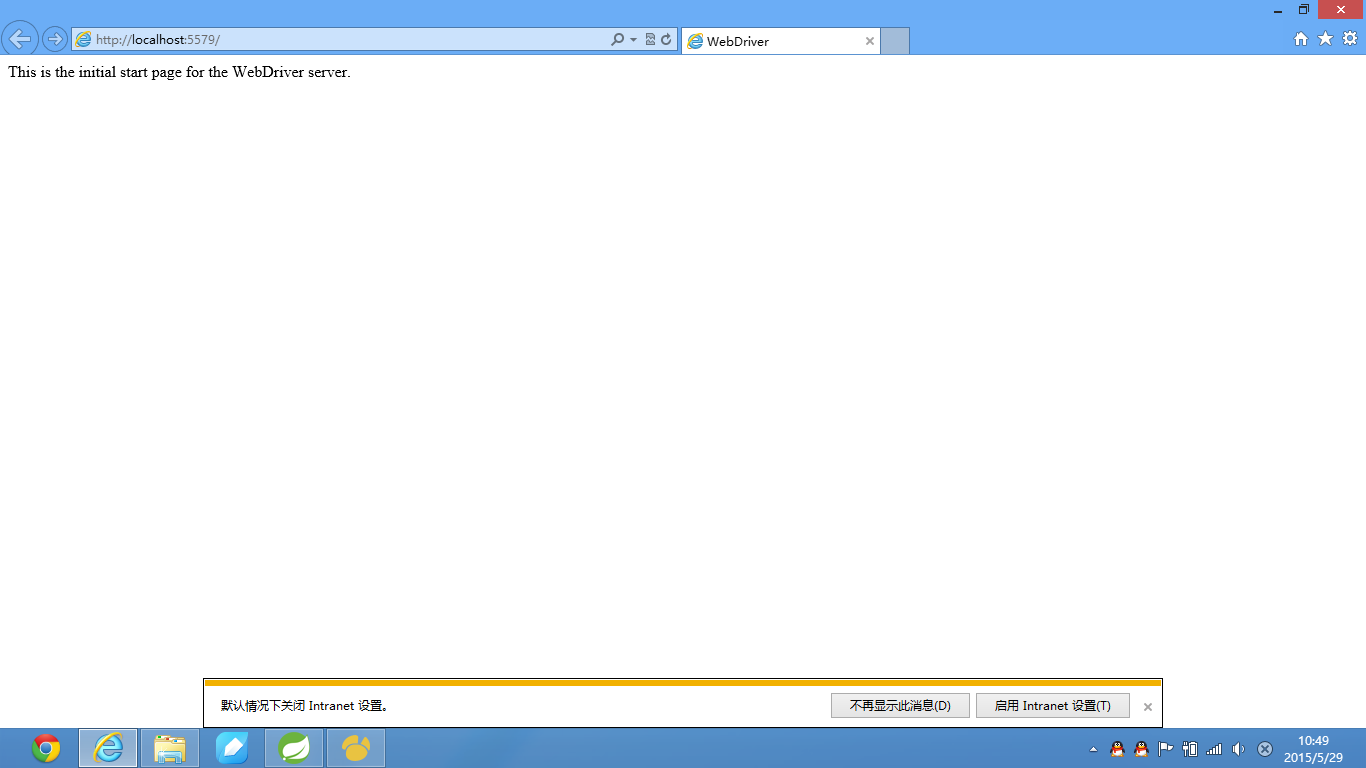 http://localhost:5579/
WebDriver
This is the initial start page for the WebDriver server.
默认情况下关闭 Intranet 设置。
不再显示此消息(D)
启用 Intranet 设置(T)
10:49
2015/5/29